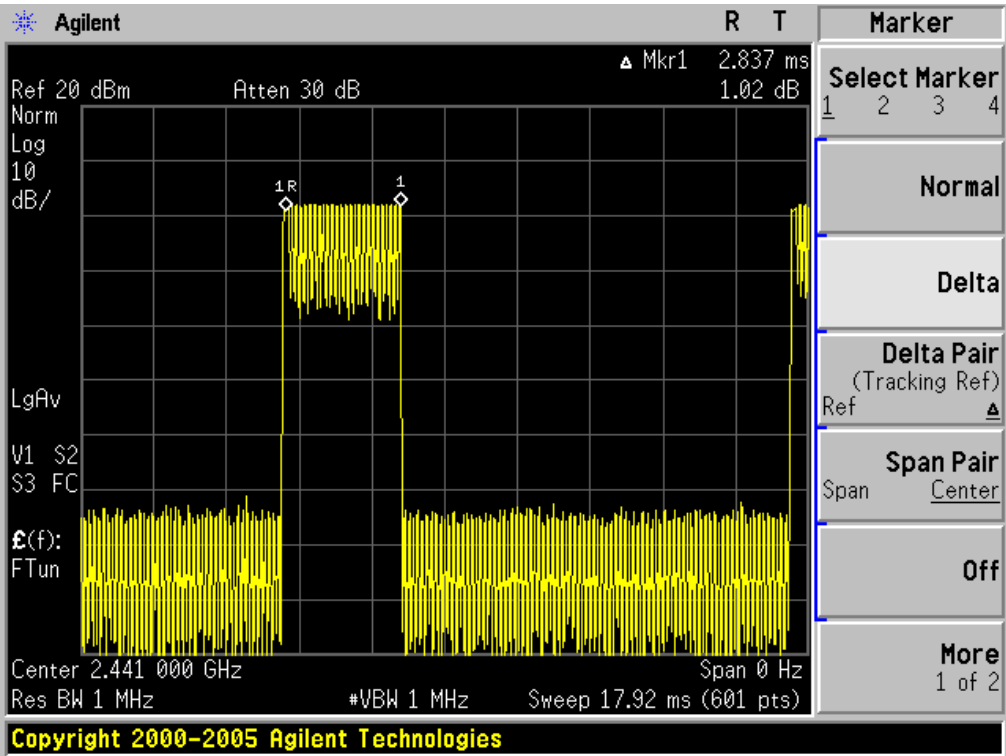 Agilent R T
Δ Mkr1 2.837 ms
Ref 20 dBm Atten 30 dB 1.02 dB
Norm
Log
10
dB/
1R 1
LgAv
V1 S2
S3 FC
£(f):
FTun
Center 2.441 000 GHz Span 0 Hz
Res BW 1 MHz #VBW 1 MHz Sweep 17.92 ms (601 pts)
Copyright 2000-2005 Agilent Technologies
Marker
Select Marker
1 2 3 4
Normal
Delta
Delta Pair
(Tracking Ref)
Ref Δ
Span Pair
Span Center
Off
More
1 of 2